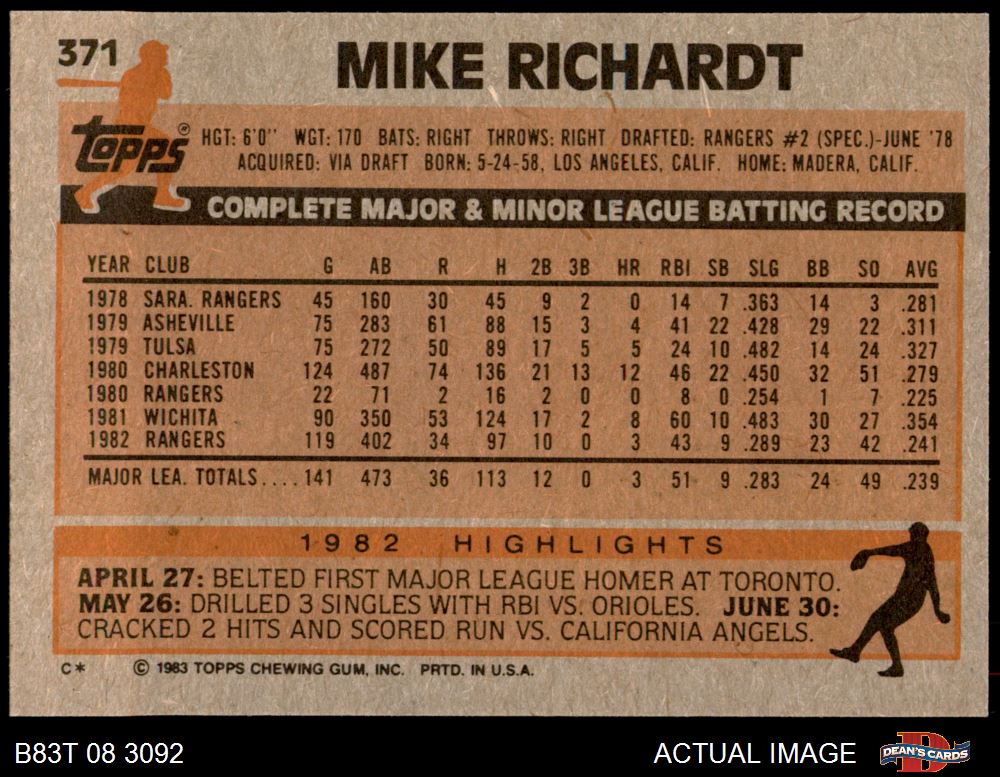 371
MIKE RICHARDT
topps®
HGT: 6'0" WGT: 170 BATS: RIGHT THROWS: RIGHT DRAFTED: RANGERS #2 (SPEC.)-JUNE '78
ACQUIRED: VIA DRAFT BORN: 5-24-58, LOS ANGELES, CALIF. HOME: MADERA, CALIF.
COMPLETE MAJOR & MINOR LEAGUE BATTING RECORD
YEAR CLUB G AB R H 2B 3B HR RBI SB SLG BB SO AVG
1978 SARA. RANGERS 45 160 30 45 9 2 0 14 7 .363 14 3 .281
1979 ASHEVILLE 75 283 61 88 15 3 4 41 22 .428 29 22 .311
1979 TULSA 75 272 50 89 17 5 5 24 10 .482 14 24 .327
1980 CHARLESTON 124 487 74 136 21 13 12 46 22 .450 32 51 .279
1980 RANGERS 22 71 2 16 2 0 0 8 0 .254 1 7 .225
1981 WICHITA 90 350 53 124 17 2 8 60 10 .483 30 27 .354
1982 RANGERS 119 402 34 97 10 0 3 43 9 .289 23 42 .241
MAJOR LEA. TOTALS.... 141 473 36 113 12 0 3 51 9 .283 24 49 .239
1982 HIGHLIGHTS
APRIL 27: BELTED FIRST MAJOR LEAGUE HOMER AT TORONTO.
MAY 26: DRILLED 3 SINGLES WITH RBI VS. ORIOLES. JUNE 30:
CRACKED 2 HITS AND SCORED RUN VS. CALIFORNIA ANGELS.
C* © 1983 TOPPS CHEWING GUM, INC. PRTD. IN U.S.A.
B83T 08 3092 ACTUAL IMAGE DEAN'S CARDS